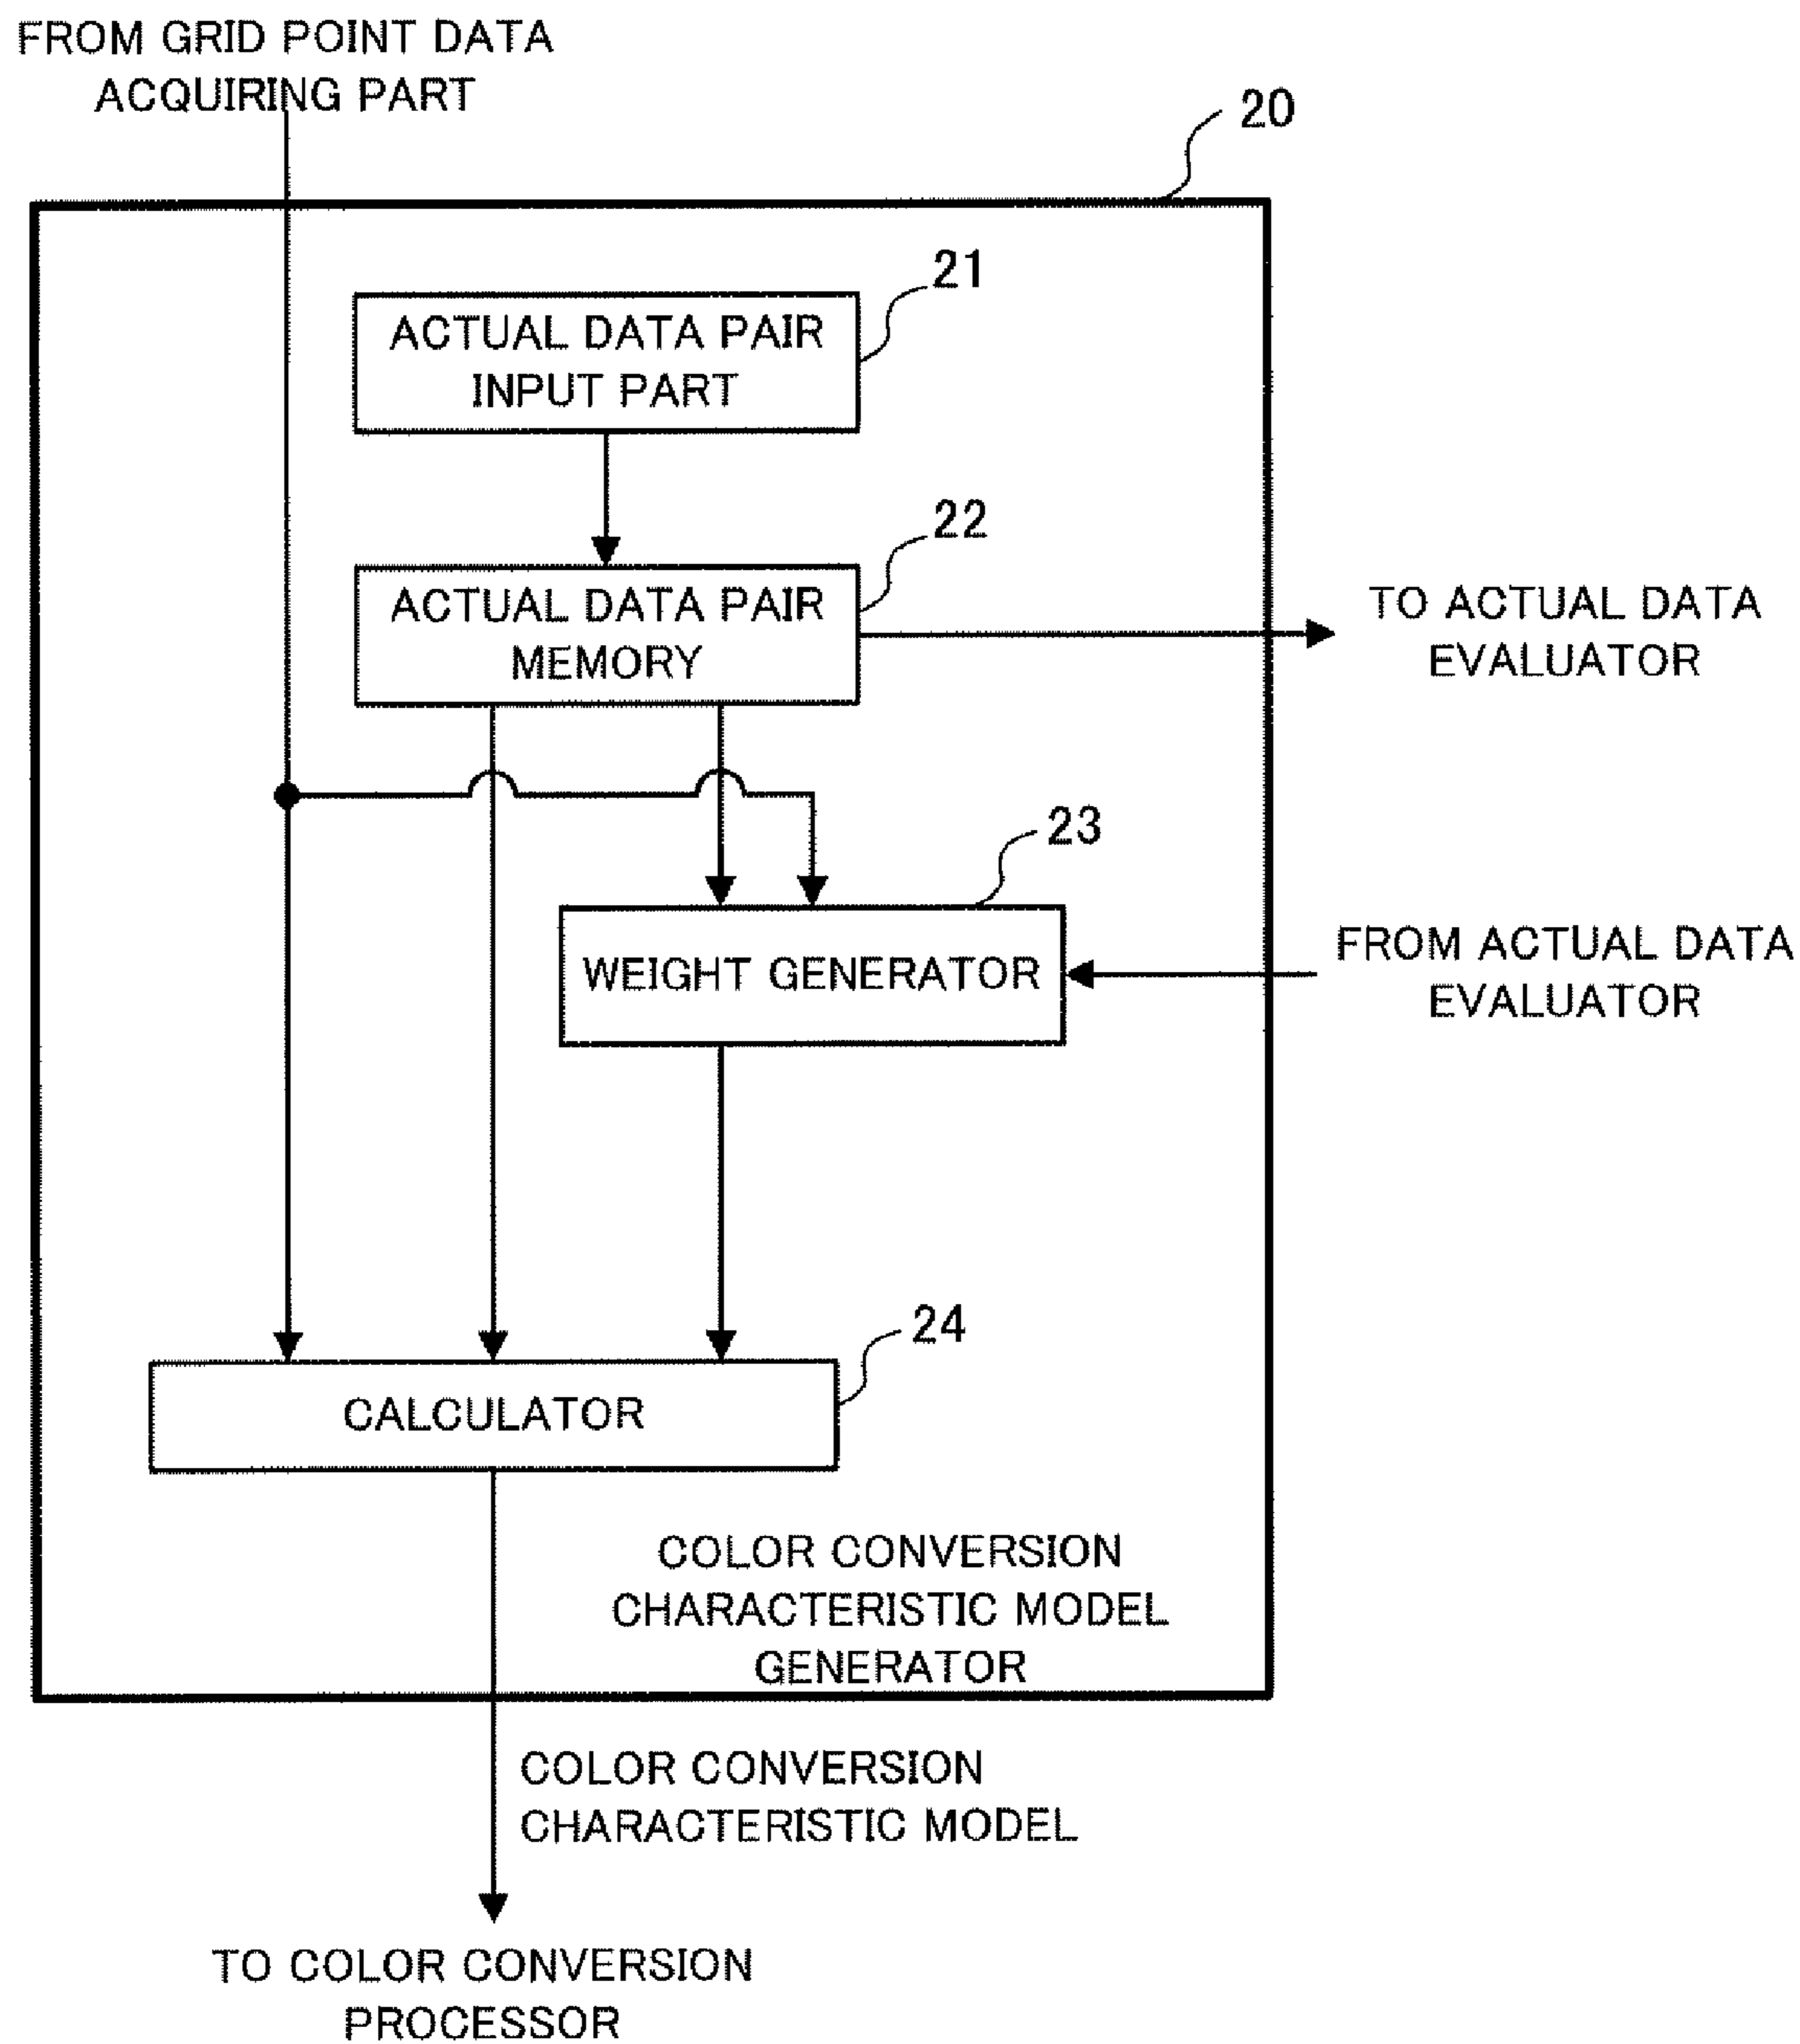 FROM GRID POINT DATA
ACQUIRING PART
20
21
ACTUAL DATA PAIR
INPUT PART
22
ACTUAL DATA PAIR
MEMORY
TO ACTUAL DATA
EVALUATOR
23
WEIGHT GENERATOR
FROM ACTUAL DATA
EVALUATOR
24
CALCULATOR
COLOR CONVERSION
CHARACTERISTIC MODEL
GENERATOR
COLOR CONVERSION
CHARACTERISTIC MODEL
TO COLOR CONVERSION
PROCESSOR